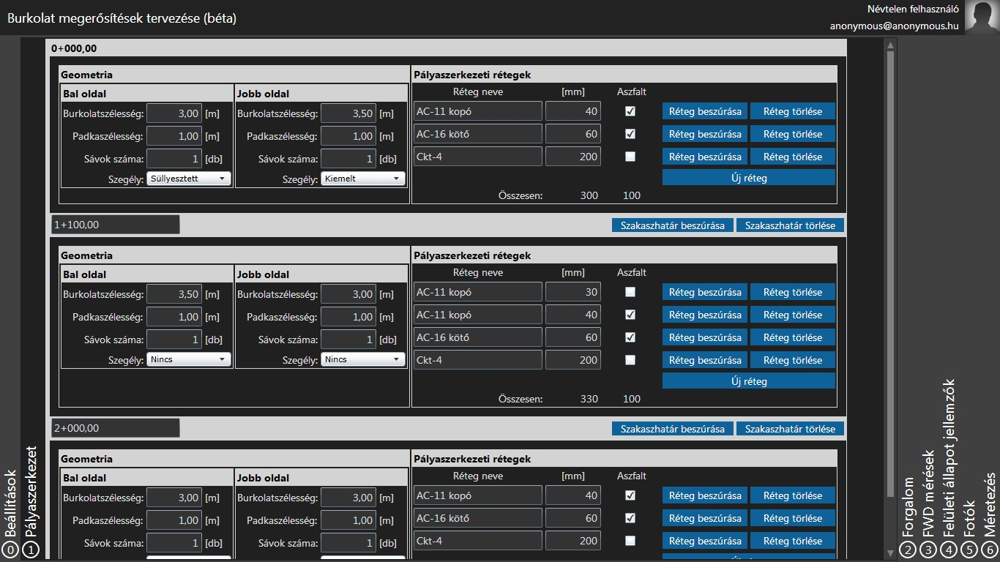 Burkolat megerősítések tervezése (béta)
Névtelen felhasználó
anonymous@anonymous.hu
0+000,00
Geometria
Bal oldal Jobb oldal
Burkolatszélesség: 3,00 [m] Burkolatszélesség: 3,50 [m]
Padkaszélesség: 1,00 [m] Padkaszélesség: 1,00 [m]
Sávok száma: 1 [db] Sávok száma: 1 [db]
Szegély: Süllyesztett Szegély: Kiemelt
Pályaszerkezeti rétegek
Réteg neve [mm] Aszfalt
AC-11 kopó 40 Réteg beszúrása Réteg törlése
AC-16 kötő 60 Réteg beszúrása Réteg törlése
Ckt-4 200 Réteg beszúrása Réteg törlése
Új réteg
Összesen: 300 100
1+100,00 Szakaszhatár beszúrása Szakaszhatár törlése
Geometria
Bal oldal Jobb oldal
Burkolatszélesség: 3,50 [m] Burkolatszélesség: 3,00 [m]
Padkaszélesség: 1,00 [m] Padkaszélesség: 1,00 [m]
Sávok száma: 1 [db] Sávok száma: 1 [db]
Szegély: Nincs Szegély: Nincs
Pályaszerkezeti rétegek
Réteg neve [mm] Aszfalt
AC-11 kopó 30 Réteg beszúrása Réteg törlése
AC-11 kopó 40 Réteg beszúrása Réteg törlése
AC-16 kötő 60 Réteg beszúrása Réteg törlése
Ckt-4 200 Réteg beszúrása Réteg törlése
Új réteg
Összesen: 330 100
2+000,00 Szakaszhatár beszúrása Szakaszhatár törlése
Geometria
Bal oldal Jobb oldal
Burkolatszélesség: 3,00 [m] Burkolatszélesség: 3,00 [m]
Padkaszélesség: 1,00 [m] Padkaszélesség: 1,00 [m]
Sávok száma: 1 [db] Sávok száma: 1 [db]
Pályaszerkezeti rétegek
Réteg neve [mm] Aszfalt
AC-11 kopó 40 Réteg beszúrása Réteg törlése
AC-16 kötő 60 Réteg beszúrása Réteg törlése
Ckt-4 200 Réteg beszúrása Réteg törlése
0 Beállítások
1 Pályaszerkezet
2 Forgalom
3 FWD mérések
4 Felületi állapot jellemzők
5 Fotók
6 Méretezés